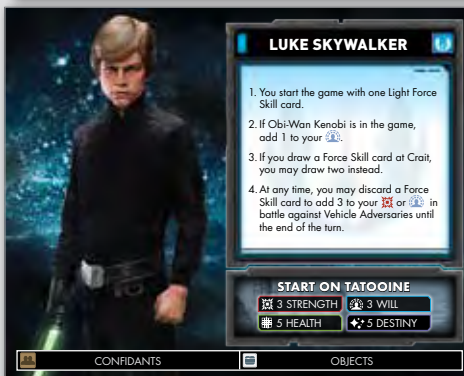 LUKE SKYWALKER
1. You start the game with one Light Force
Skill card.
2. If Obi-Wan Kenobi is in the game,
add 1 to your
3. If you draw a Force Skill card at Crait,
you may draw two instead.
4. At any time, you may discard a Force
Skill card to add 3 to your or in
battle against Vehicle Adversaries until
the end of the turn.
START ON TATOOINE
3 STRENGTH 3 WILL
5 HEALTH 5 DESTINY
CONFIDANTS OBJECTS